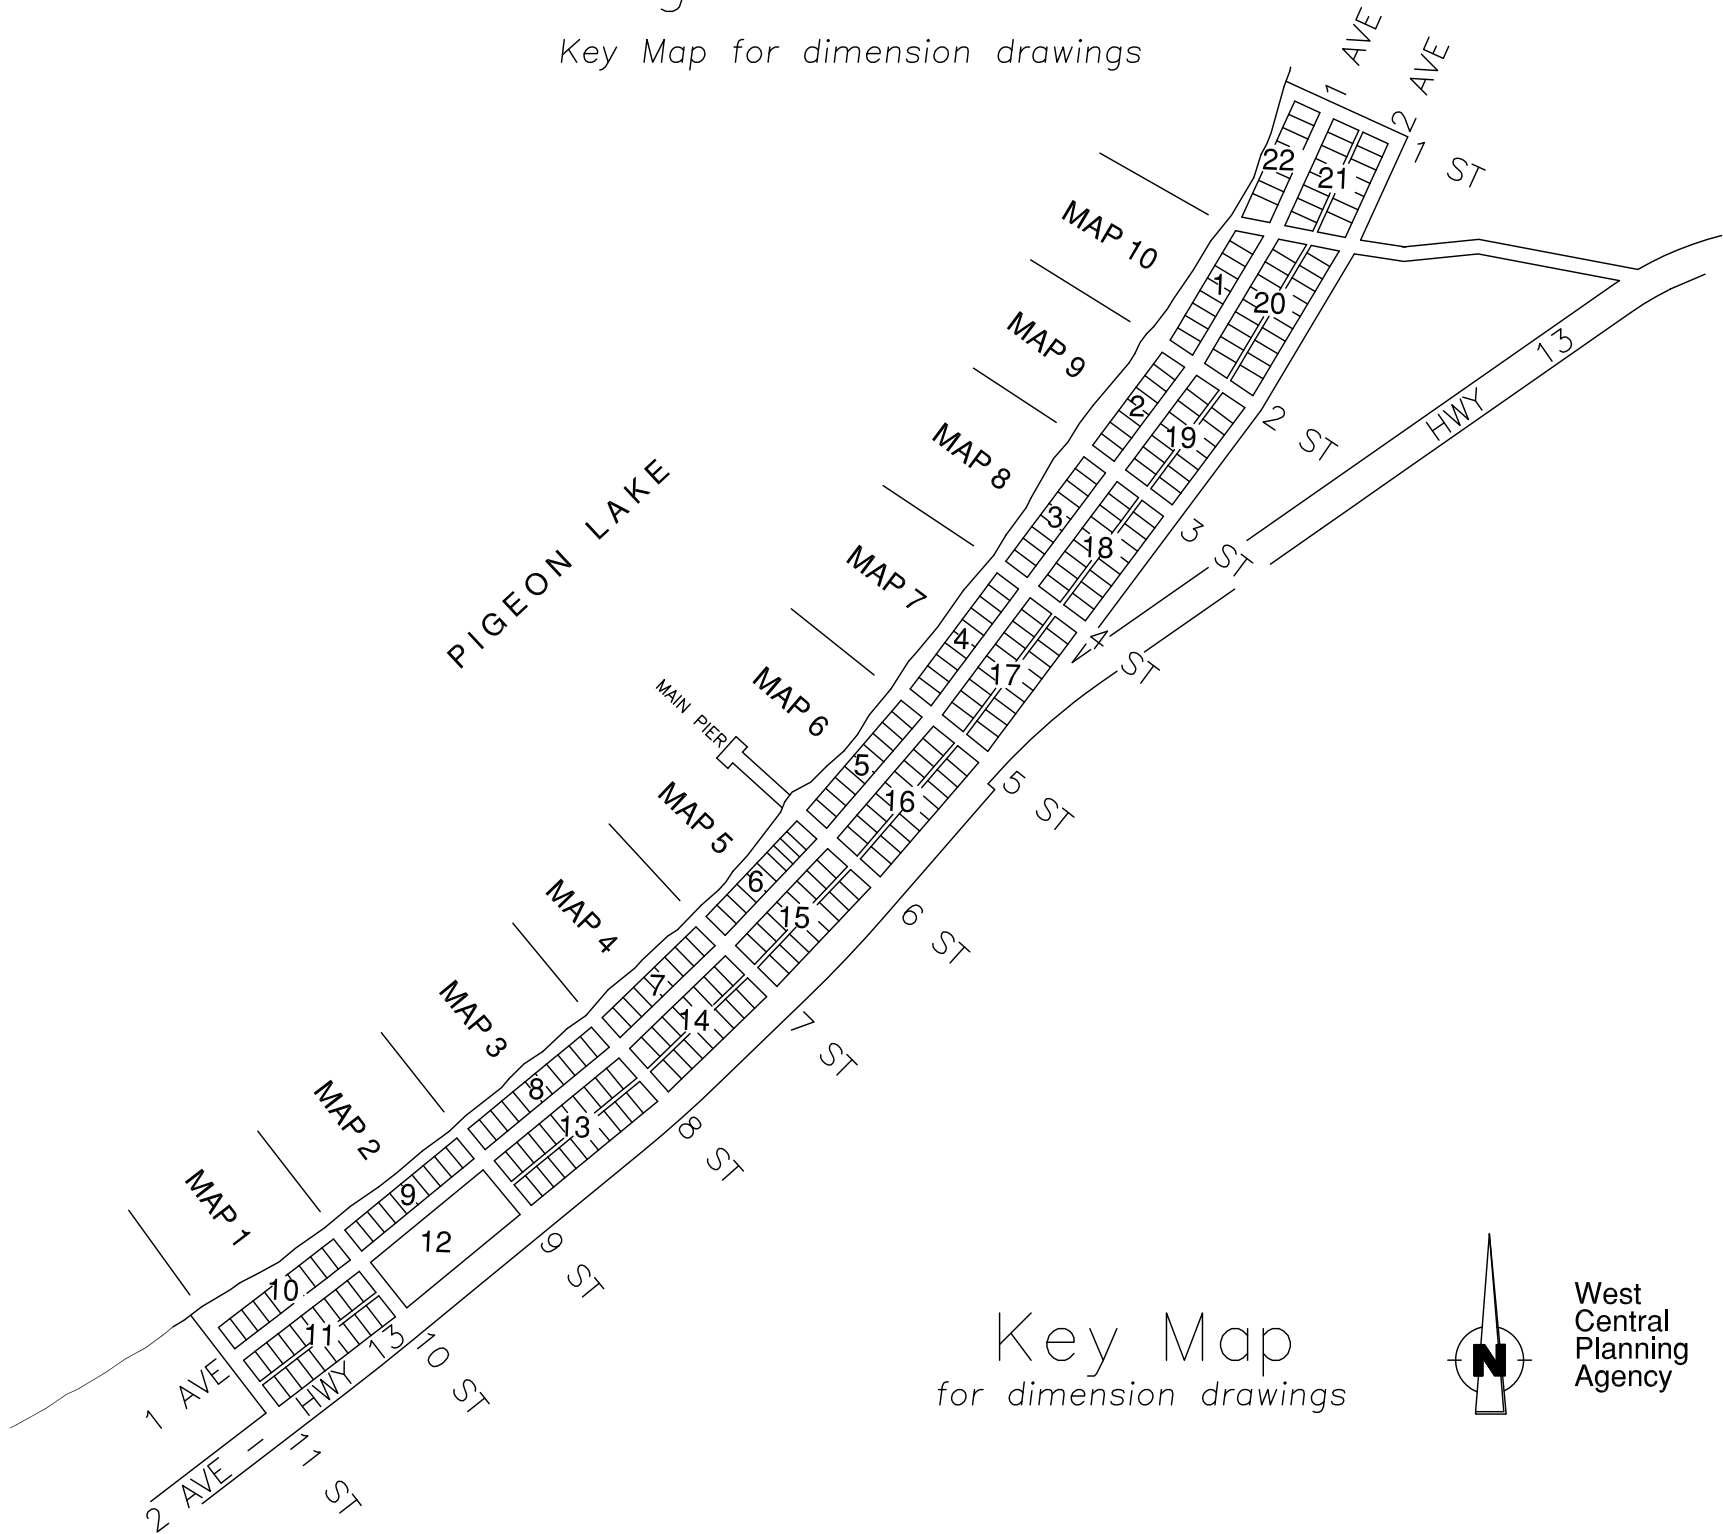 Key Map for dimension drawings
1 AVE
2 AVE
1 ST
22
21
MAP 10
1
20
HWY 13
MAP 9
2
19
2 ST
MAP 8
3
18
3 ST
PIGEON LAKE
MAP 7
4
17
4 ST
MAP 6
MAIN PIER
5
16
5 ST
MAP 5
6
15
6 ST
MAP 4
7
14
7 ST
MAP 3
8
13
8 ST
MAP 2
9
12
9 ST
MAP 1
10
11
HWY 13
10 ST
1 AVE
2 AVE -
11 ST
Key Map
for dimension drawings
N
West
Central
Planning
Agency